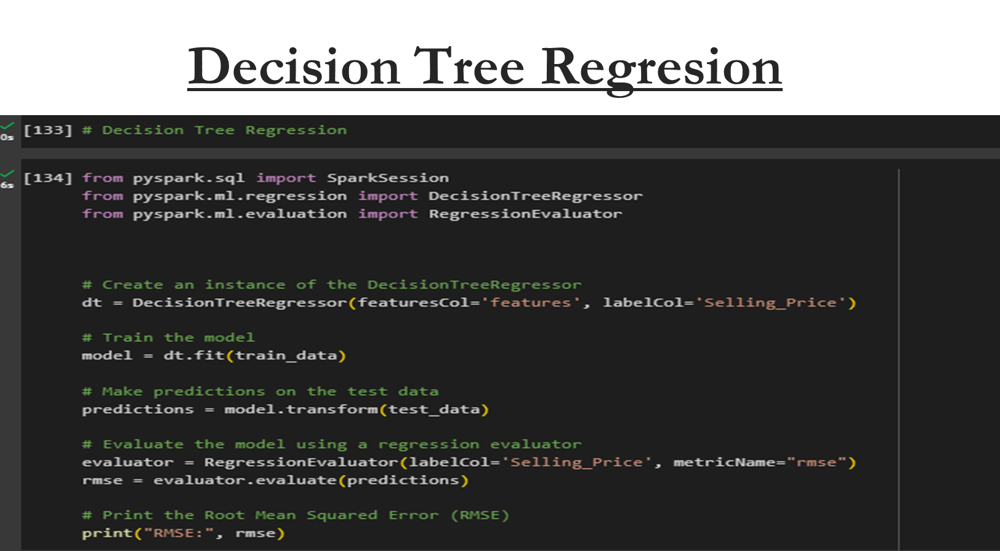 Decision Tree Regresion
0s [133] # Decision Tree Regression
6s [134] from pyspark.sql import SparkSession
from pyspark.ml.regression import DecisionTreeRegressor
from pyspark.ml.evaluation import RegressionEvaluator
# Create an instance of the DecisionTreeRegressor
dt = DecisionTreeRegressor(featuresCol='features', labelCol='Selling_Price')
# Train the model
model = dt.fit(train_data)
# Make predictions on the test data
predictions = model.transform(test_data)
# Evaluate the model using a regression evaluator
evaluator = RegressionEvaluator(labelCol='Selling_Price', metricName="rmse")
rmse = evaluator.evaluate(predictions)
# Print the Root Mean Squared Error (RMSE)
print("RMSE:", rmse)